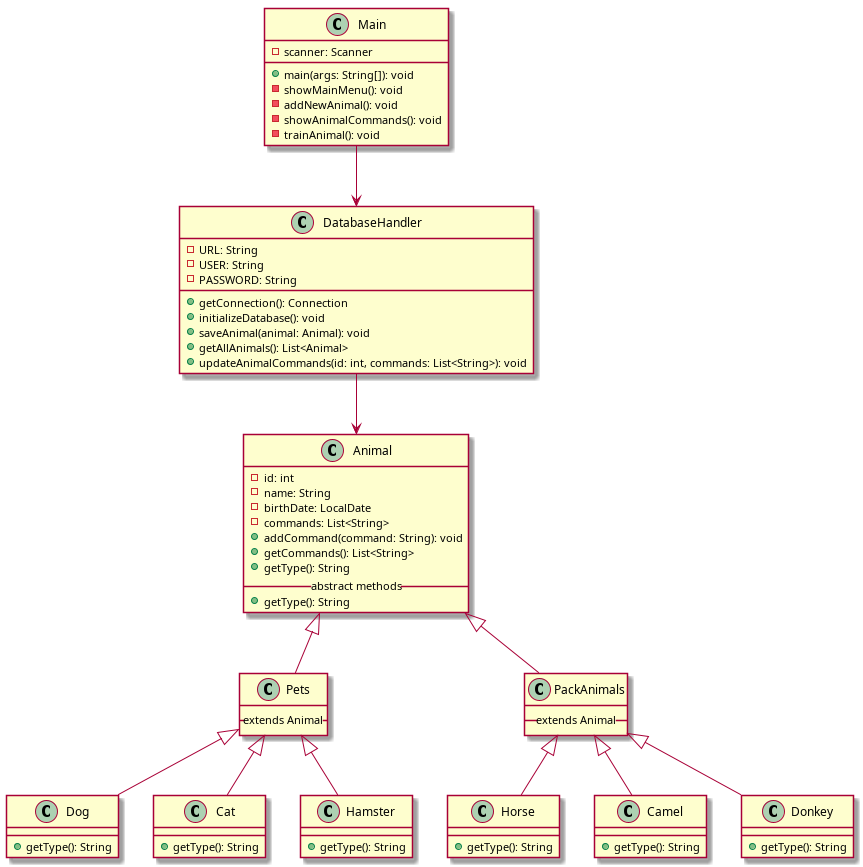 C Main
scanner: Scanner
main(args: String[]): void
showMainMenu(): void
addNewAnimal(): void
showAnimalCommands(): void
trainAnimal(): void
C DatabaseHandler
URL: String
USER: String
PASSWORD: String
getConnection(): Connection
initializeDatabase(): void
saveAnimal(animal: Animal): void
getAllAnimals(): List<Animal>
updateAnimalCommands(id: int, commands: List<String>): void
C Animal
id: int
name: String
birthDate: LocalDate
commands: List<String>
addCommand(command: String): void
getCommands(): List<String>
getType(): String
abstract methods
getType(): String
C Pets
extends Animal
C PackAnimals
extends Animal
C Dog
getType(): String
C Cat
getType(): String
C Hamster
getType(): String
C Horse
getType(): String
C Camel
getType(): String
C Donkey
getType(): String